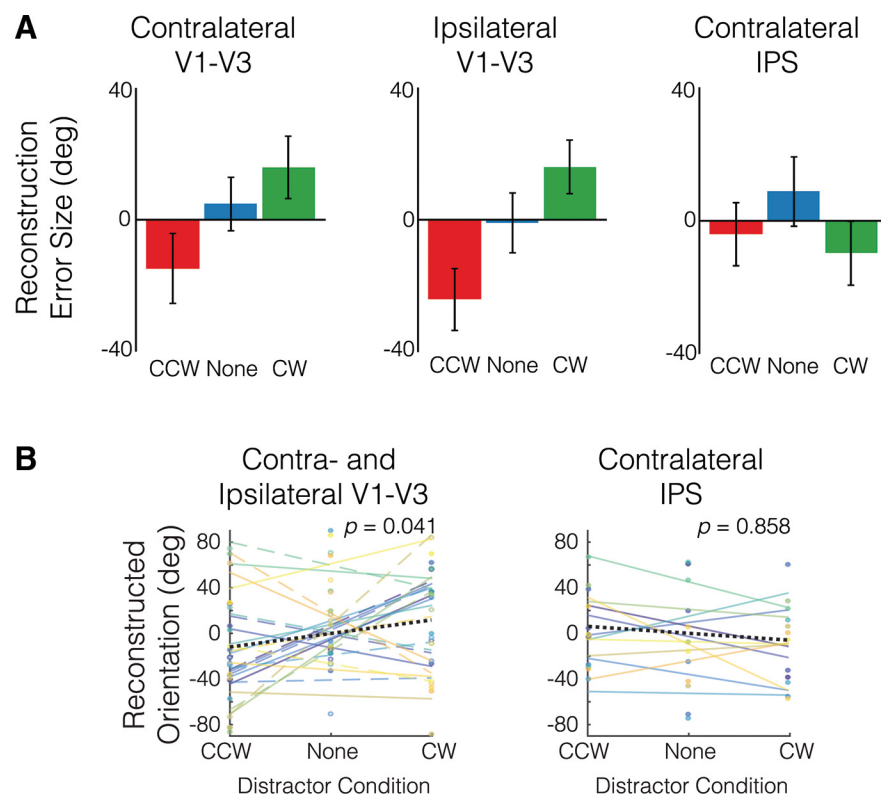 A
Contralateral
V1-V3
Ipsilateral
V1-V3
Contralateral
IPS
Reconstruction
Error Size (deg)
40
0
-40
CCW None CW
40
0
-40
CCW None CW
40
0
-40
CCW None CW
B
Contra- and
Ipsilateral V1-V3
p = 0.041
Contralateral
IPS
p = 0.858
Reconstructed
Orientation (deg)
80
40
0
-40
-80
CCW None CW
Distractor Condition
80
40
0
-40
-80
CCW None CW
Distractor Condition